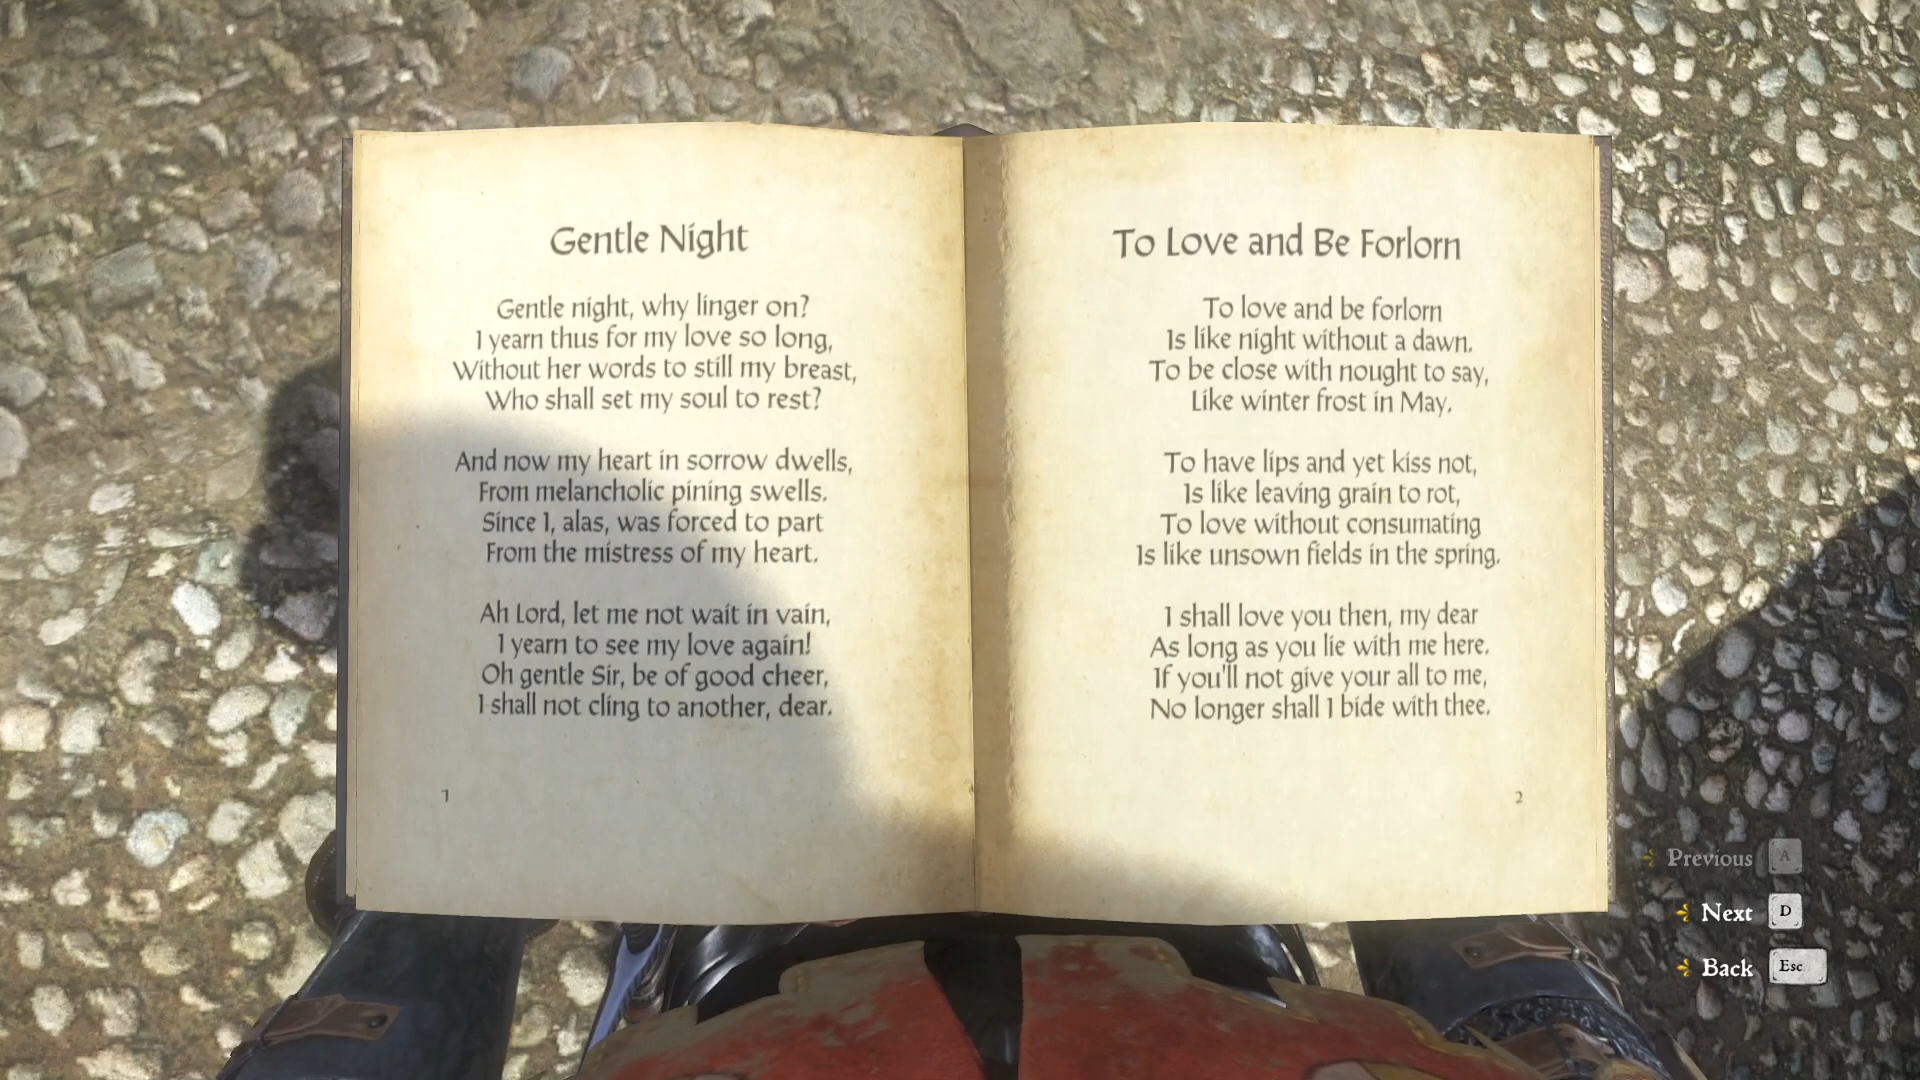 Gentle Night
Gentle night, why linger on?
I yearn thus for my love so long,
Without her words to still my breast,
Who shall set my soul to rest?
And now my heart in sorrow dwells,
From melancholic pining swells.
Since I, alas, was forced to part
From the mistress of my heart.
Ah Lord, let me not wait in vain,
I yearn to see my love again!
Oh gentle Sir, be of good cheer,
I shall not cling to another, dear.
1
To Love and Be Forlorn
To love and be forlorn
Is like night without a dawn.
To be close with nought to say,
Like winter frost in May.
To have lips and yet kiss not,
Is like leaving grain to rot,
To love without consumating
Is like unsown fields in the spring.
I shall love you then, my dear
As long as you lie with me here.
If you'll not give your all to me,
No longer shall I bide with thee.
2
Previous A
Next D
Back Esc